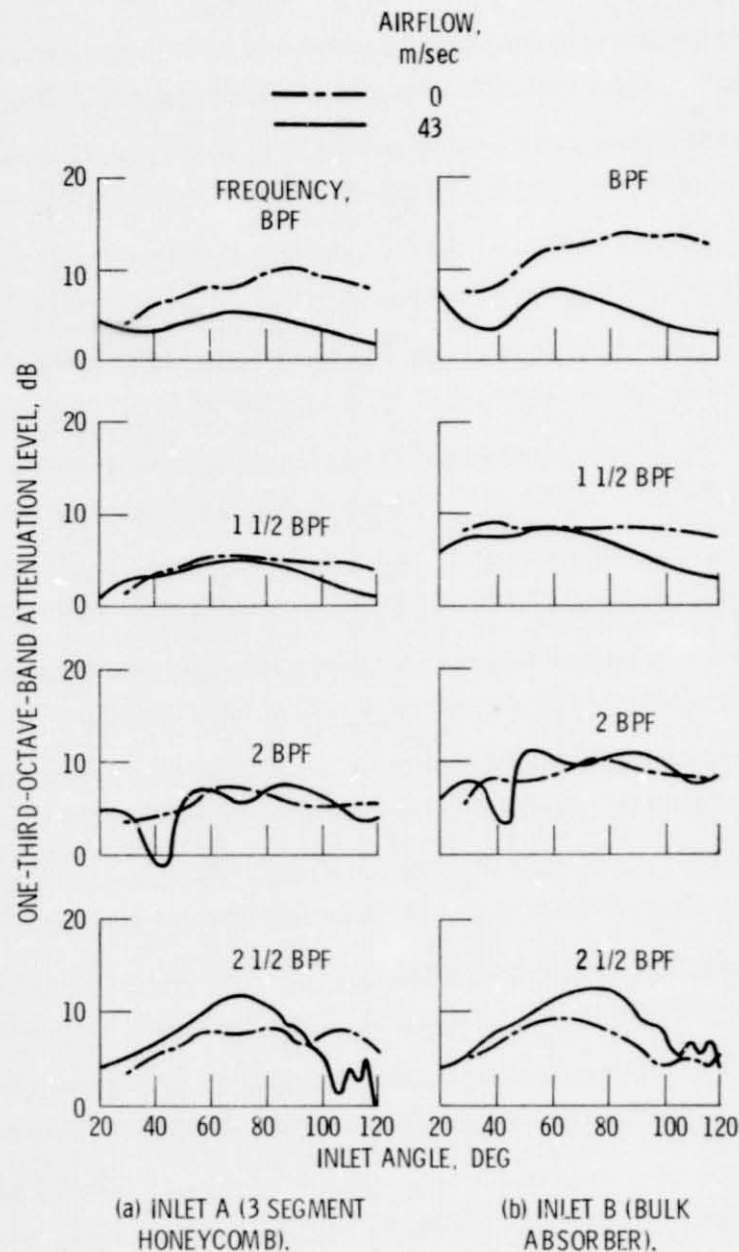 AIRFLOW,
m/sec
0
43
20
10
0
FREQUENCY,
BPF
BPF
20
10
0
1 1/2 BPF
1 1/2 BPF
20
10
0
2 BPF
2 BPF
20
10
0
2 1/2 BPF
2 1/2 BPF
ONE-THIRD-OCTAVE-BAND ATTENUATION LEVEL, dB
20 40 60 80 100 120 20 40 60 80 100 120
INLET ANGLE, DEG
(a) INLET A (3 SEGMENT
HONEYCOMB).
(b) INLET B (BULK
ABSORBER).